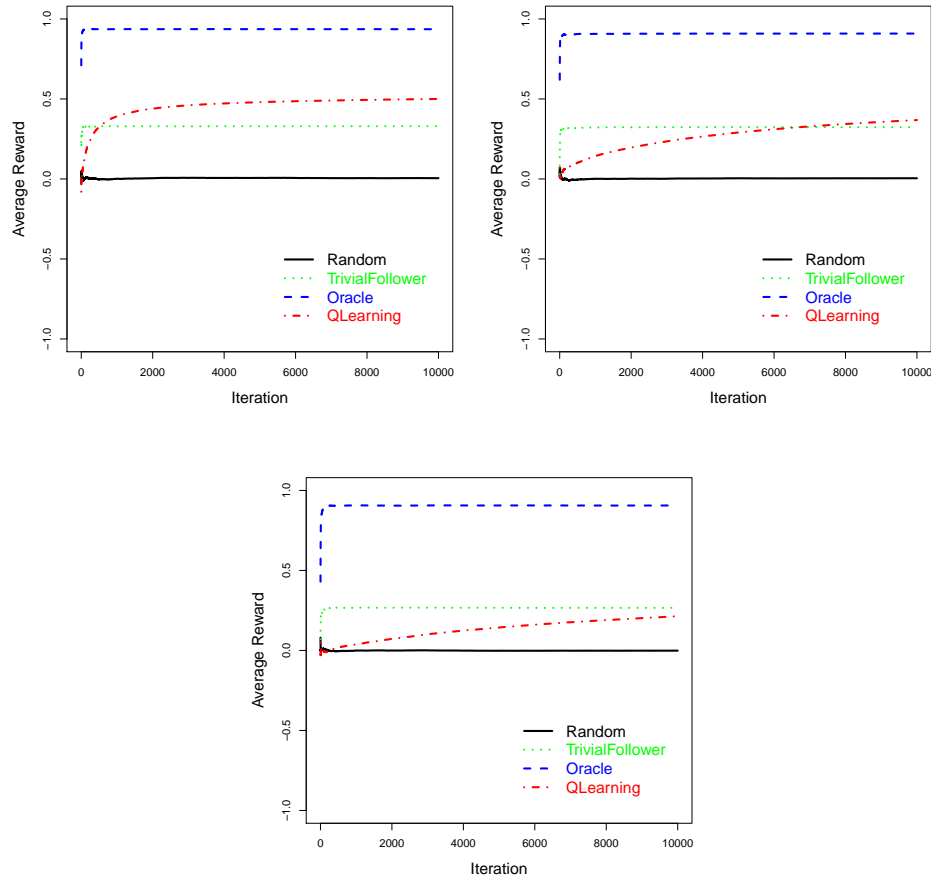 1.0
0.5
0.0
−0.5
−1.0
Average Reward
0 2000 4000 6000 8000 10000
Iteration
Random
TrivialFollower
Oracle
QLearning
1.0
0.5
0.0
−0.5
−1.0
Average Reward
0 2000 4000 6000 8000 10000
Iteration
Random
TrivialFollower
Oracle
QLearning
1.0
0.5
0.0
−0.5
−1.0
Average Reward
0 2000 4000 6000 8000 10000
Iteration
Random
TrivialFollower
Oracle
QLearning